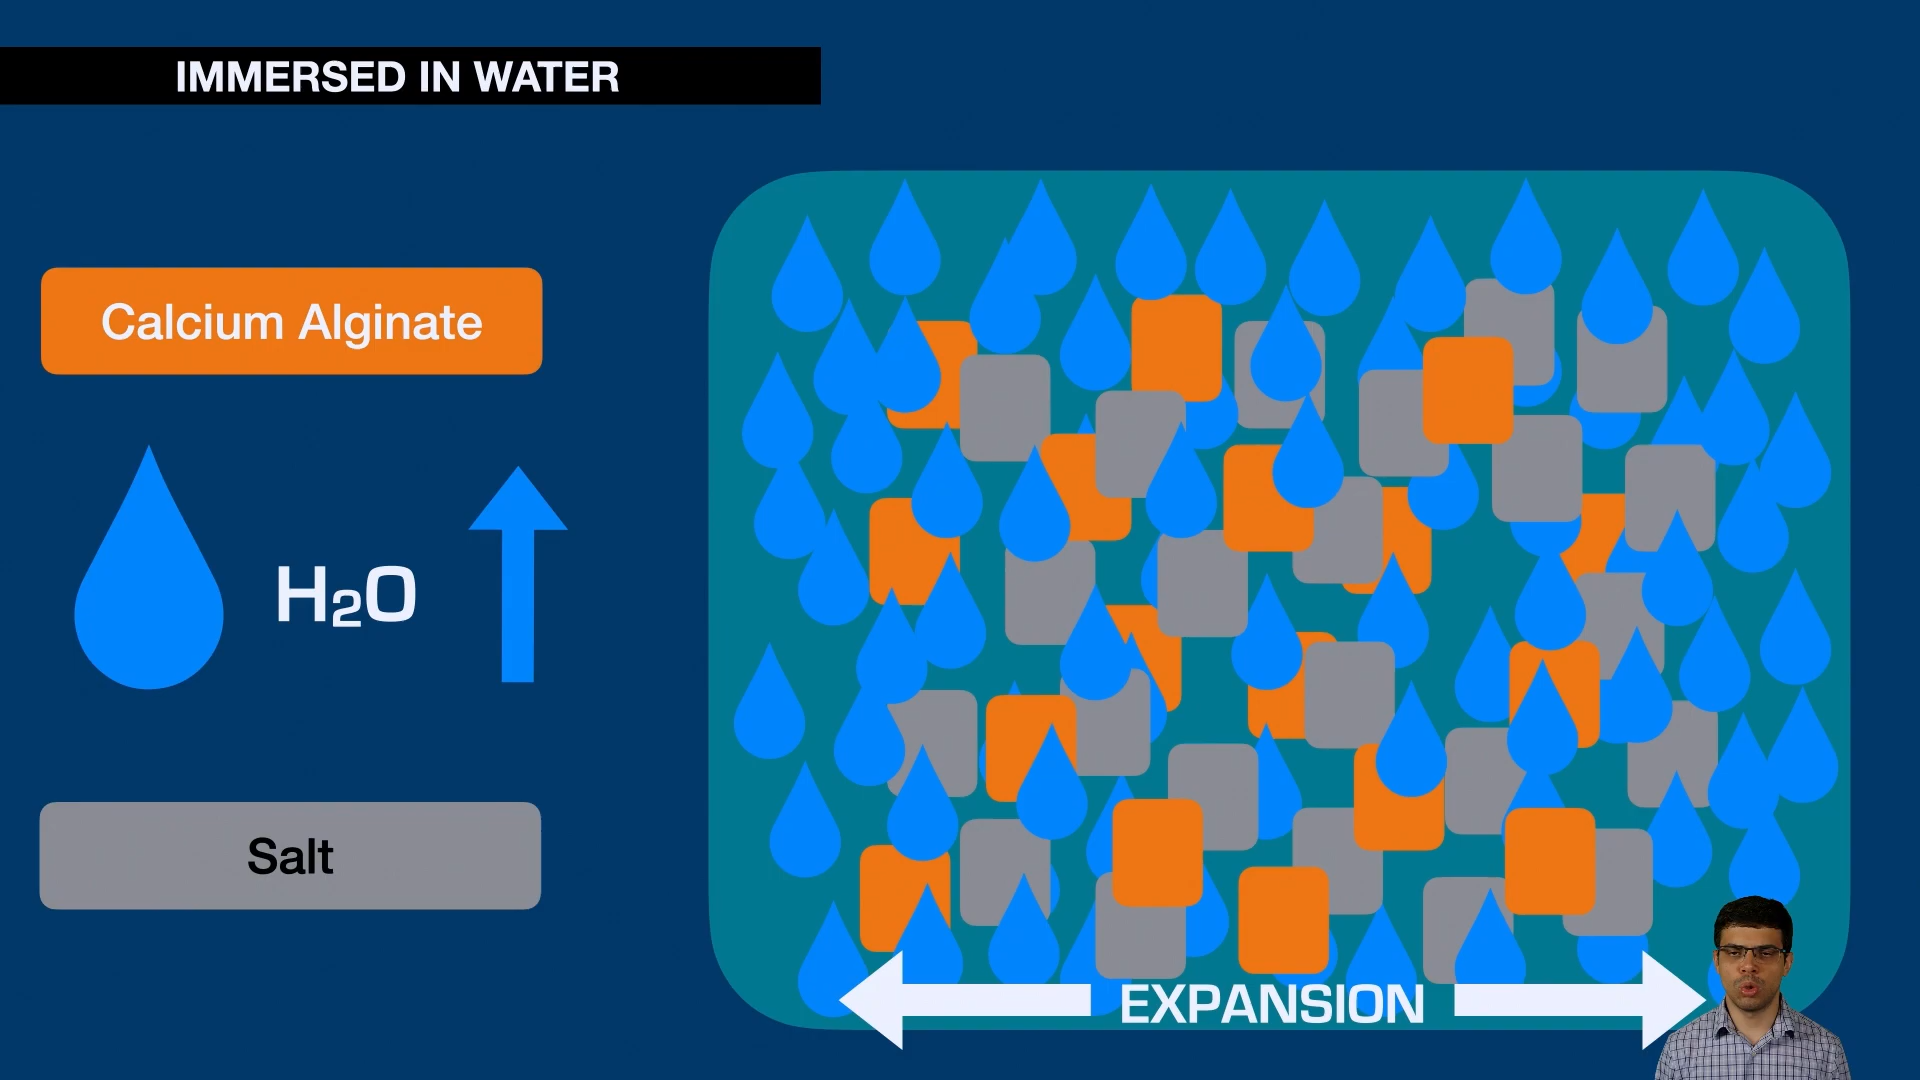 IMMERSED IN WATER
Calcium Alginate
H₂O
Salt
EXPANSION